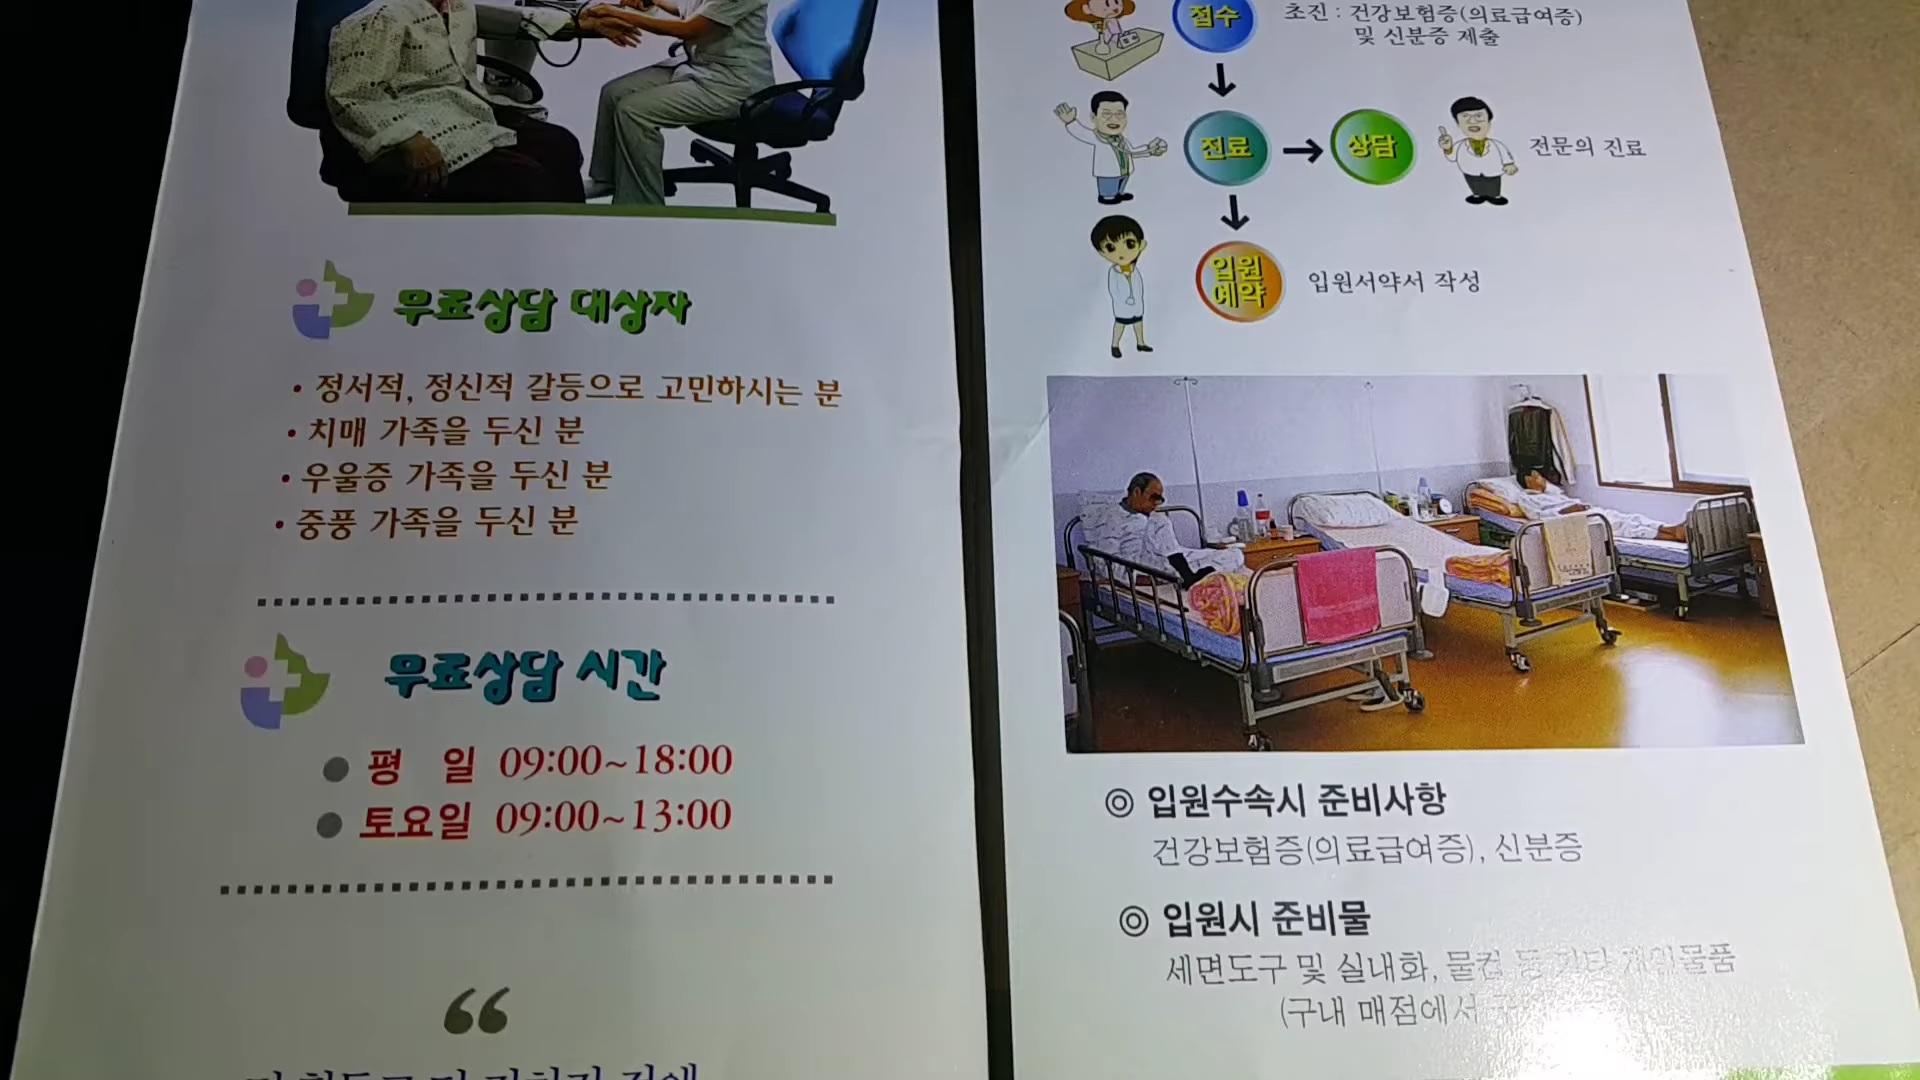 무료상담 대상자
• 정서적, 정신적 갈등으로 고민하시는 분
• 치매 가족을 두신 분
• 우울증 가족을 두신 분
• 중풍 가족을 두신 분
무료상담 시간
● 평 일 09:00~18:00
● 토요일 09:00~13:00
“
접수
초진 : 건강보험증(의료급여증)
및 신분증 제출
진료
상담
전문의 진료
입원
예약
입원서약서 작성
◎ 입원수속시 준비사항
건강보험증(의료급여증), 신분증
◎ 입원시 준비물
세면도구 및 실내화, 물컵 등 개인물품
(구내 매점에서